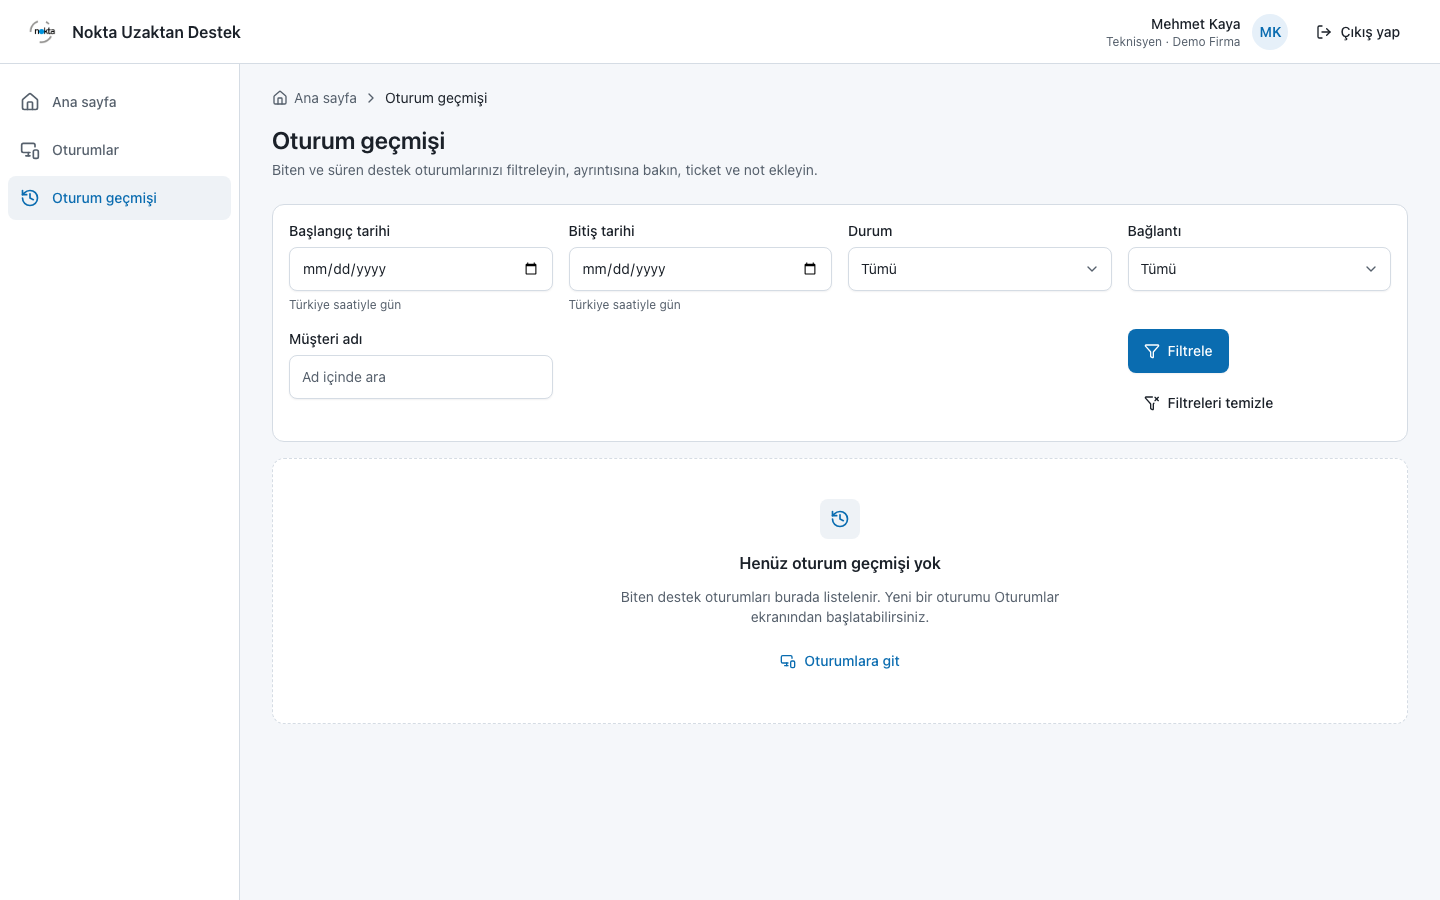 nokta
Nokta Uzaktan Destek
Mehmet Kaya
Teknisyen · Demo Firma
MK
Çıkış yap
Ana sayfa
Oturumlar
Oturum geçmişi
Ana sayfa
Oturum geçmişi
Oturum geçmişi
Biten ve süren destek oturumlarınızı filtreleyin, ayrıntısına bakın, ticket ve not ekleyin.
Başlangıç tarihi
mm/dd/yyyy
Türkiye saatiyle gün
Bitiş tarihi
mm/dd/yyyy
Türkiye saatiyle gün
Durum
Tümü
Bağlantı
Tümü
Müşteri adı
Ad içinde ara
Filtrele
Filtreleri temizle
Henüz oturum geçmişi yok
Biten destek oturumları burada listelenir. Yeni bir oturumu Oturumlar
ekranından başlatabilirsiniz.
Oturumlara git